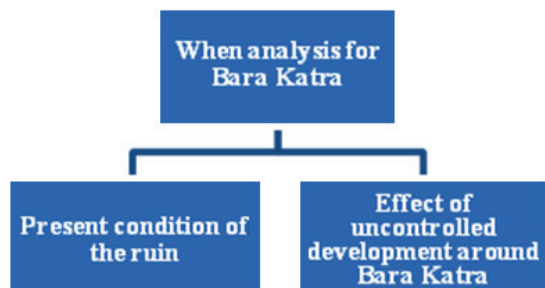 When analysis for
Bara Katra
Present condition of
the ruin
Effect of
uncontrolled
development around
Bara Katra